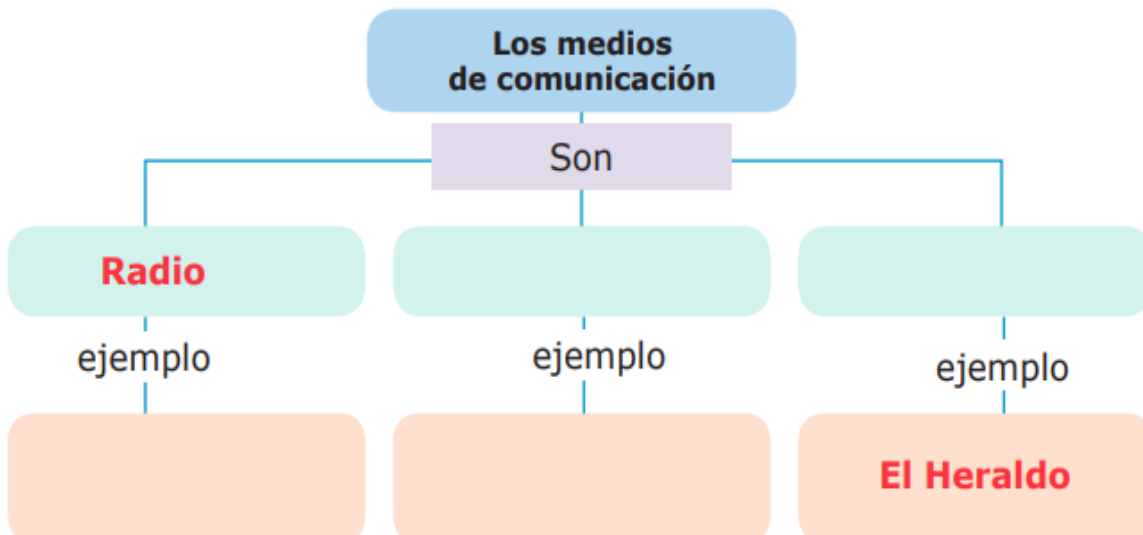 Los medios
de comunicación
Son
Radio
ejemplo
ejemplo
ejemplo
El Heraldo